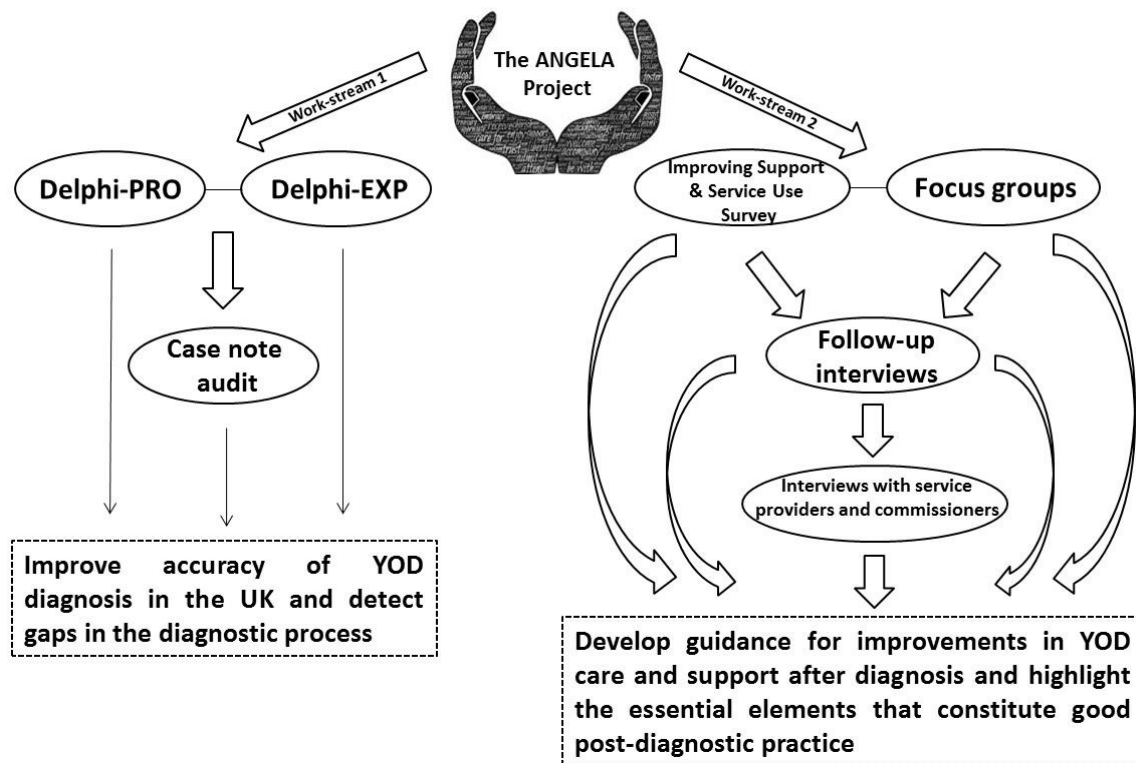 The ANGELA
Project
Work-stream 1
Work-stream 2
Delphi-PRO
Delphi-EXP
Case note
audit
Improve accuracy of YOD
diagnosis in the UK and detect
gaps in the diagnostic process
Improving Support
& Service Use
Survey
Focus groups
Follow-up
interviews
Interviews with service
providers and commissioners
Develop guidance for improvements in YOD
care and support after diagnosis and highlight
the essential elements that constitute good
post-diagnostic practice